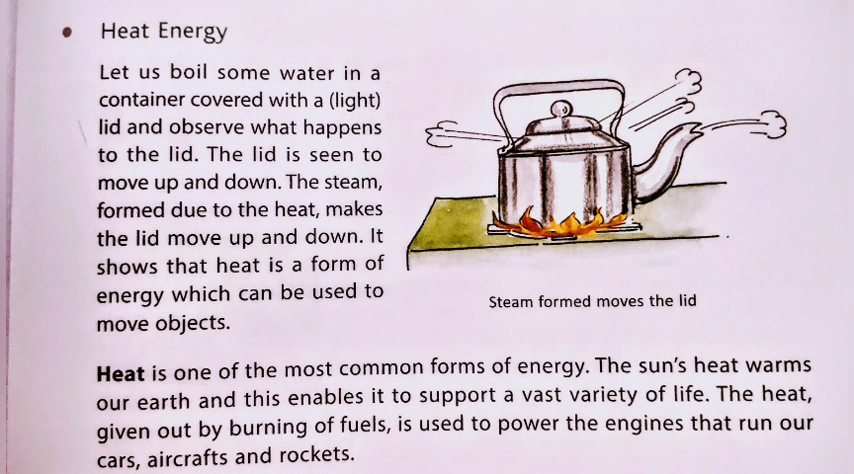 Heat Energy
Let us boil some water in a
container covered with a (light)
lid and observe what happens
to the lid. The lid is seen to
move up and down. The steam,
formed due to the heat, makes
the lid move up and down. It
shows that heat is a form of
energy which can be used to
move objects.
Steam formed moves the lid
Heat is one of the most common forms of energy. The sun's heat warms
our earth and this enables it to support a vast variety of life. The heat,
given out by burning of fuels, is used to power the engines that run our
cars, aircrafts and rockets.